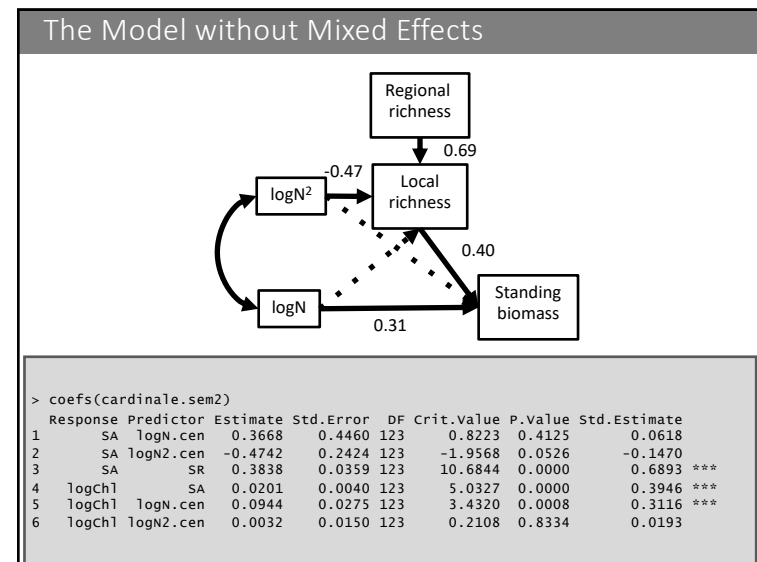 The Model without Mixed Effects
Regional
richness
0.69
-0.47
logN²
Local
richness
0.40
logN
0.31
Standing
biomass
> coefs(cardinale.sem2)
Response Predictor Estimate Std.Error DF Crit.Value P.Value Std.Estimate
1 SA logN.cen 0.3668 0.4460 123 0.8223 0.4125 0.0618
2 SA logN2.cen -0.4742 0.2424 123 -1.9568 0.0526 -0.1470
3 SA SR 0.3838 0.0359 123 10.6844 0.0000 0.6893 ***
4 logChl SA 0.0201 0.0040 123 5.0327 0.0000 0.3946 ***
5 logChl logN.cen 0.0944 0.0275 123 3.4320 0.0008 0.3116 ***
6 logChl logN2.cen 0.0032 0.0150 123 0.2108 0.8334 0.0193